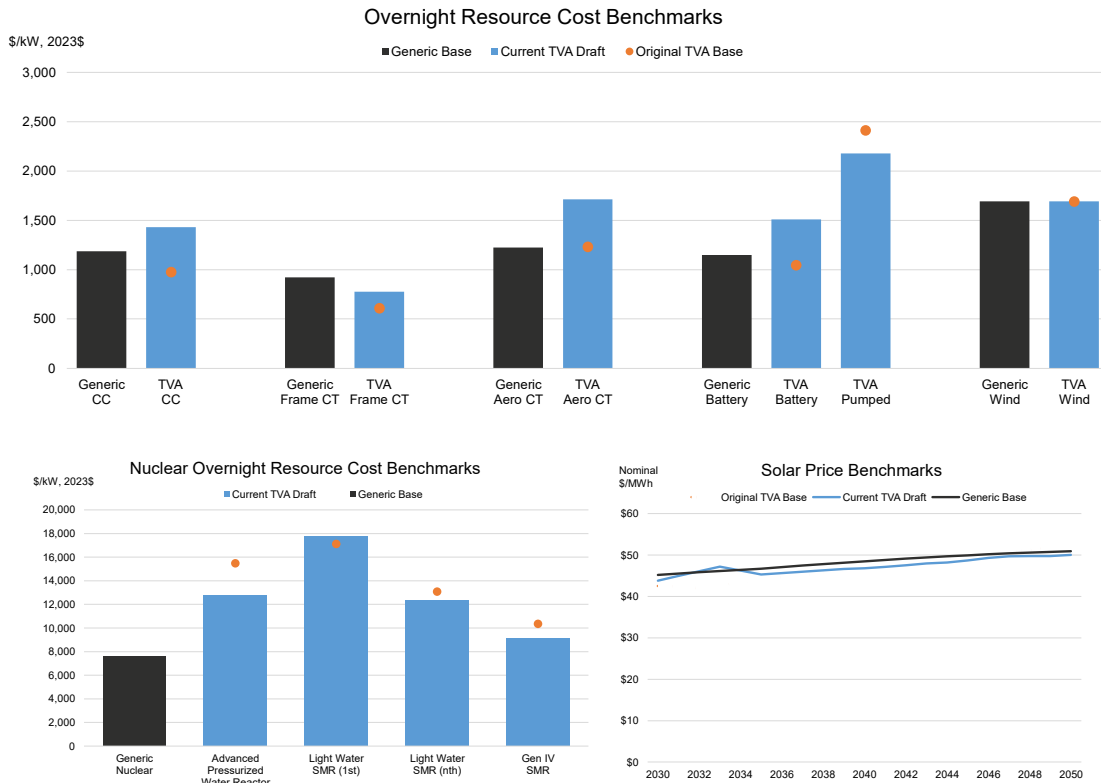 Overnight Resource Cost Benchmarks
$/kW, 2023$
Generic Base Current TVA Draft Original TVA Base
3,000
2,500
2,000
1,500
1,000
500
0
Generic CC
TVA CC
Generic Frame CT
TVA Frame CT
Generic Aero CT
TVA Aero CT
Generic Battery
TVA Battery
TVA Pumped
Generic Wind
TVA Wind
Nuclear Overnight Resource Cost Benchmarks
$/kW, 2023$
Current TVA Draft Generic Base
20,000
18,000
16,000
14,000
12,000
10,000
8,000
6,000
4,000
2,000
0
Generic Nuclear
Advanced Pressurized Water Reactor
Light Water SMR (1st)
Light Water SMR (nth)
Gen IV SMR
Solar Price Benchmarks
Nominal
$/MWh
Original TVA Base Current TVA Draft Generic Base
$60
$50
$40
$30
$20
$10
$0
2030 2032 2034 2036 2038 2040 2042 2044 2046 2048 2050